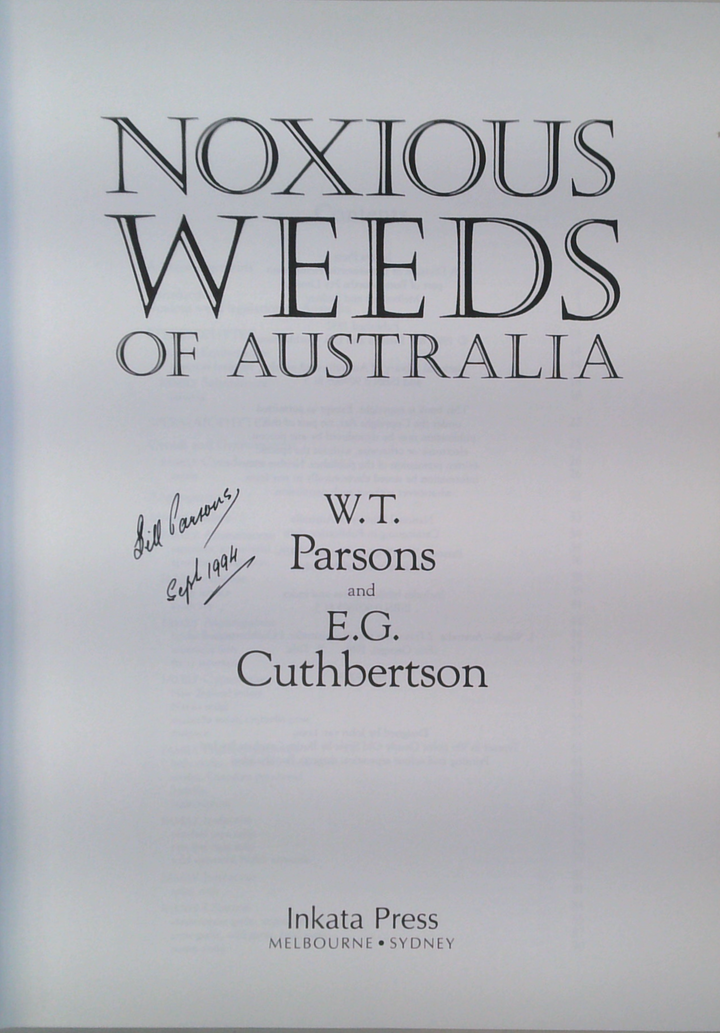 NOXIOUS
WEEDS
OF AUSTRALIA
Bill Parsons,
Sept 1994
W.T.
Parsons
and
E.G.
Cuthbertson
Inkata Press
MELBOURNE • SYDNEY